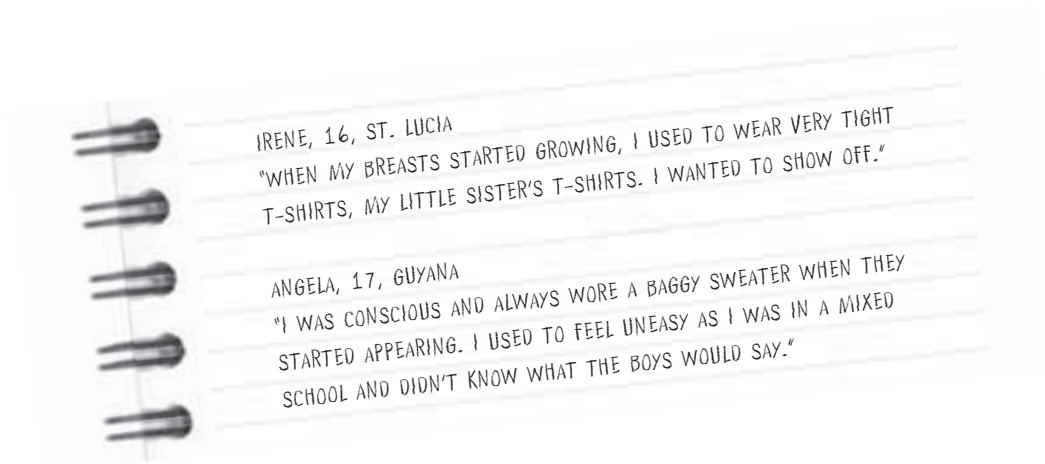 IRENE, 16, ST. LUCIA
"WHEN MY BREASTS STARTED GROWING, I USED TO WEAR VERY TIGHT
T-SHIRTS, MY LITTLE SISTER'S T-SHIRTS. I WANTED TO SHOW OFF."
ANGELA, 17, GUYANA
"I WAS CONSCIOUS AND ALWAYS WORE A BAGGY SWEATER WHEN THEY
STARTED APPEARING. I USED TO FEEL UNEASY AS I WAS IN A MIXED
SCHOOL AND DIDN'T KNOW WHAT THE BOYS WOULD SAY."